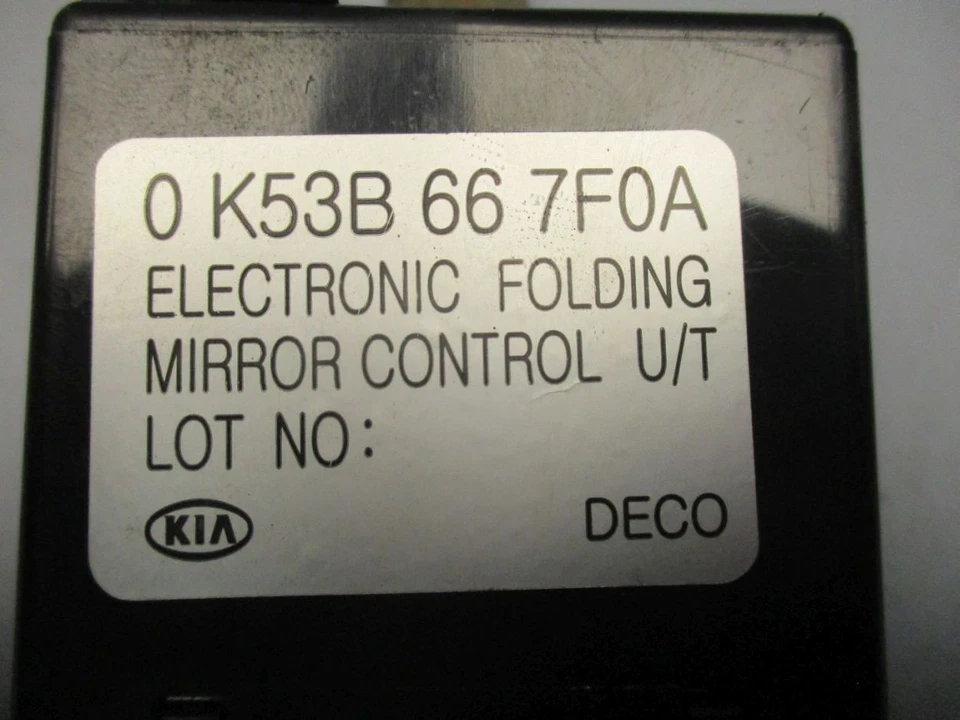 0 K53B 66 7F0A
ELECTRONIC FOLDING
MIRROR CONTROL U/T
LOT NO:
KIA DECO